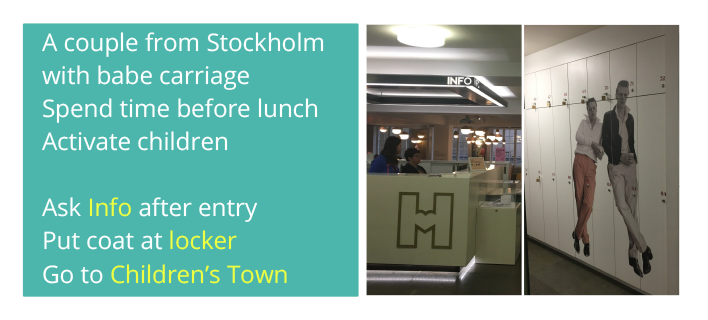 A couple from Stockholm
with babe carriage
Spend time before lunch
Activate children
Ask Info after entry
Put coat at locker
Go to Children’s Town
INFO
H